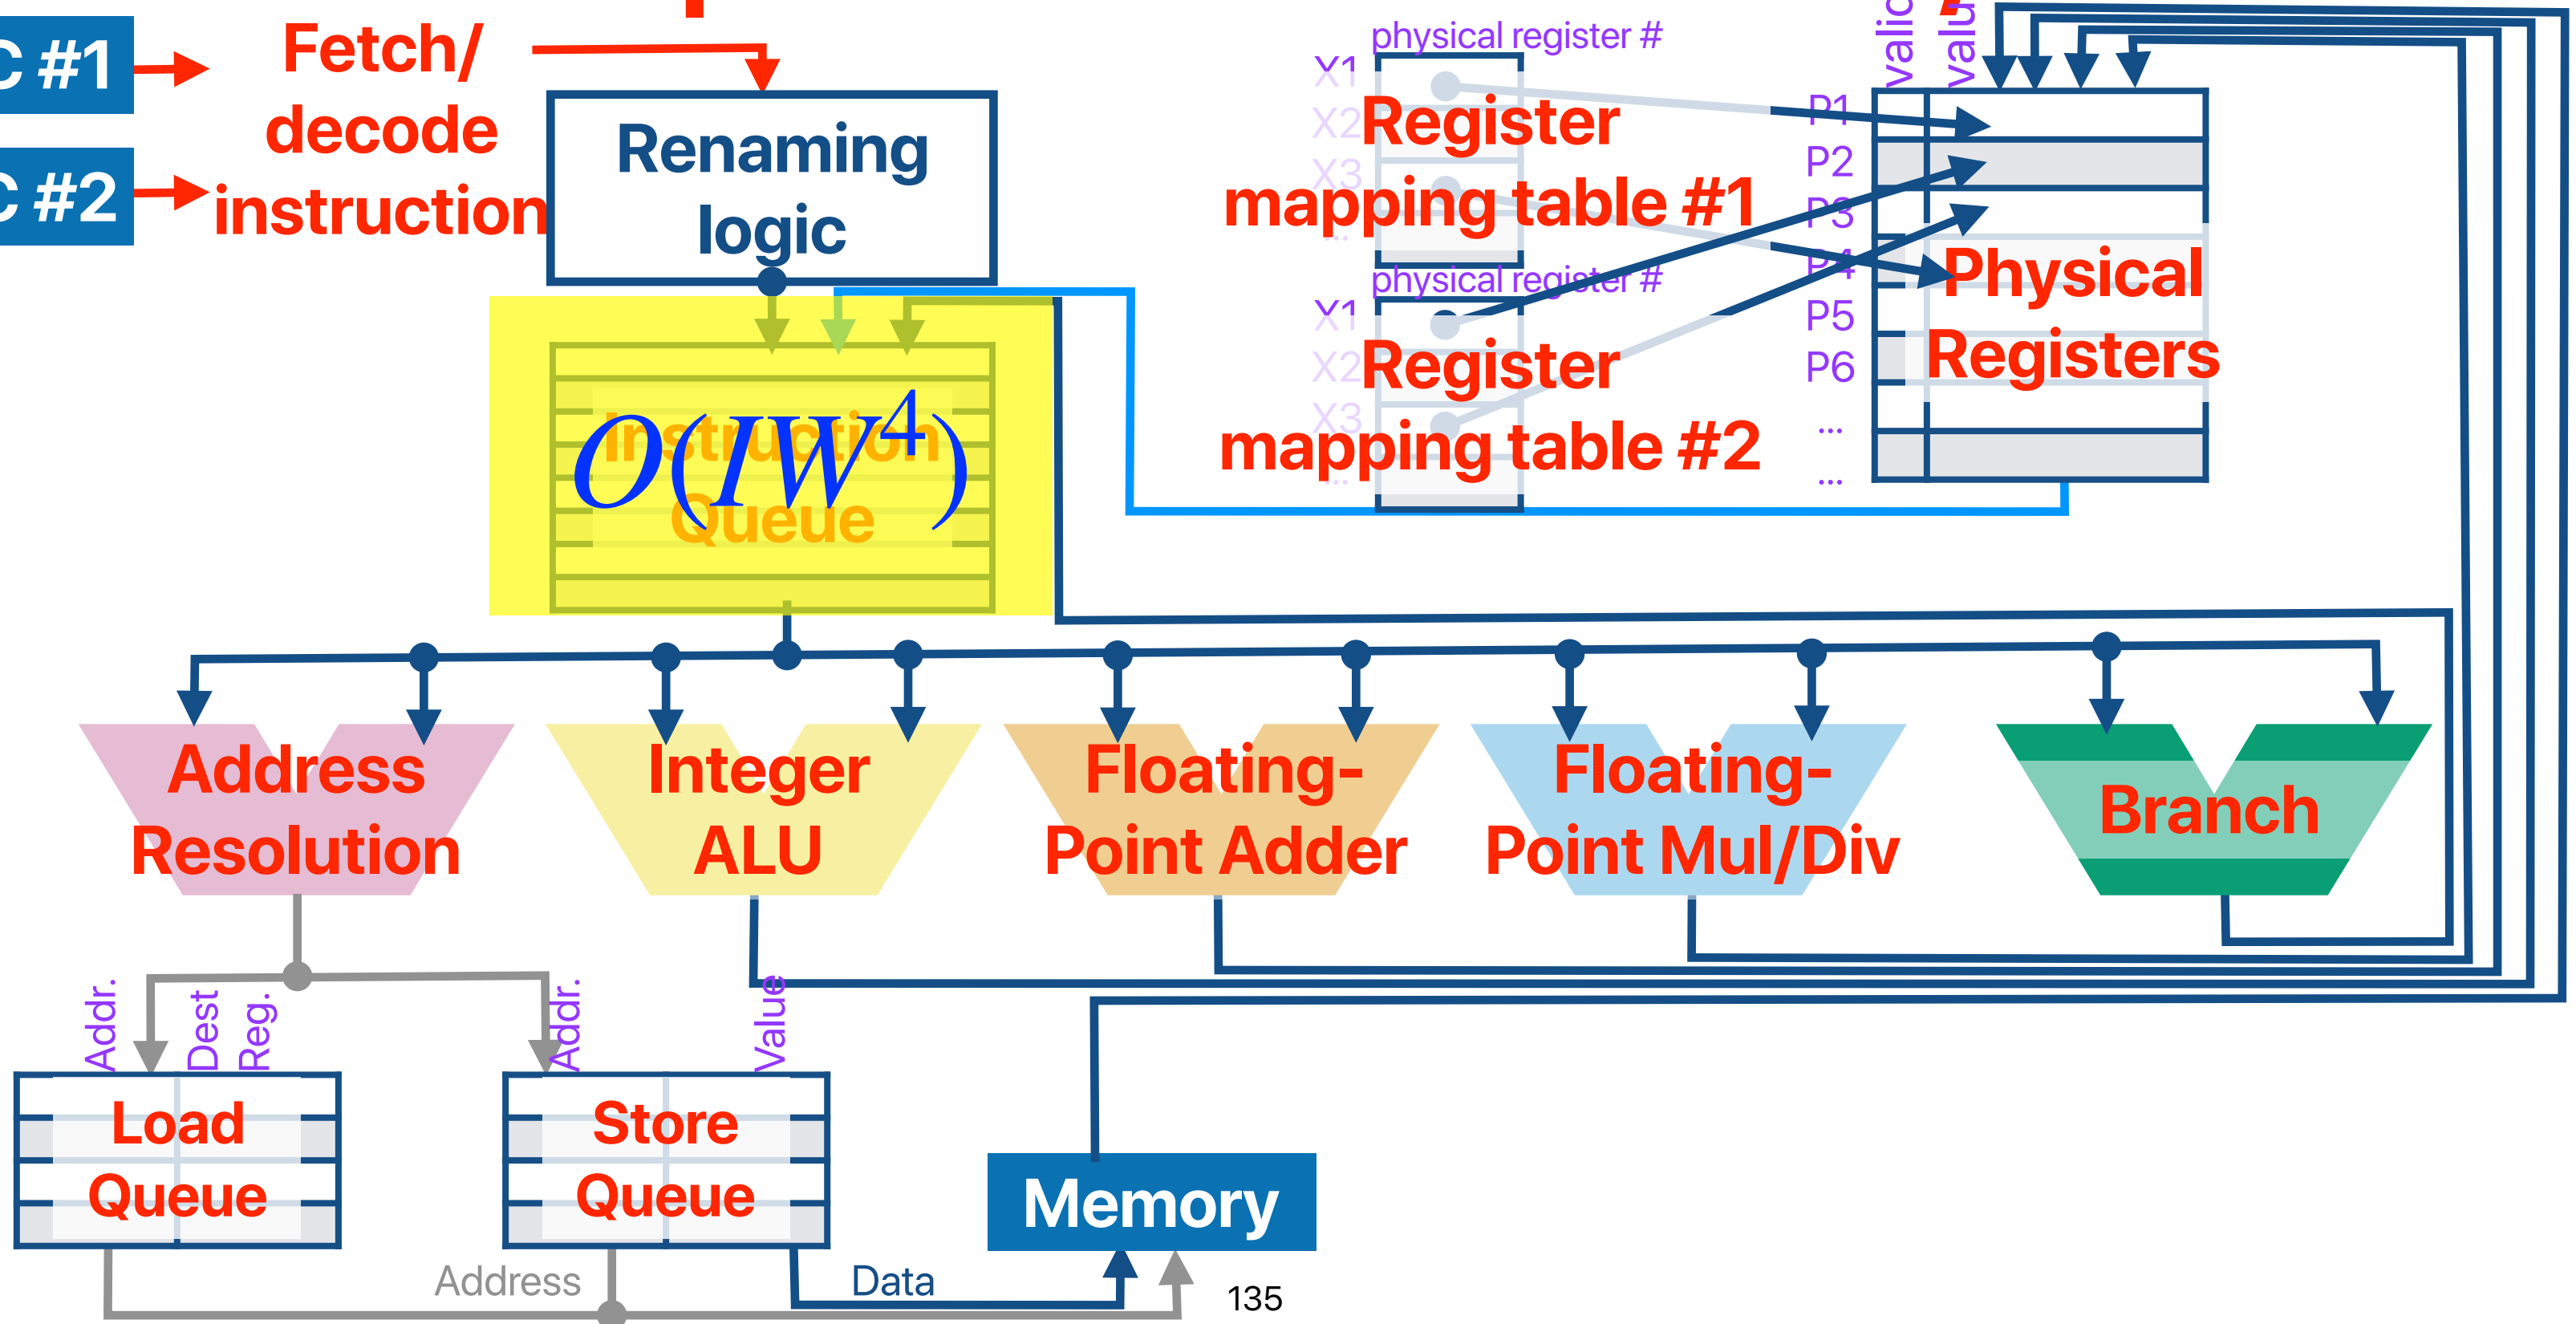 C #1
C #2
Fetch/
decode
instruction
Renaming
logic
Instruction
Queue
O(IW⁴)
physical register #
X1
X2
X3
...
Register
mapping table #1
physical register #
X1
X2
X3
...
Register
mapping table #2
valid
valu
P1
P2
P3
P4
P5
P6
...
...
Physical
Registers
Address
Resolution
Integer
ALU
Floating-
Point Adder
Floating-
Point Mul/Div
Branch
Addr.
Dest
Reg.
Load
Queue
Addr.
Value
Store
Queue
Memory
Address
Data
135